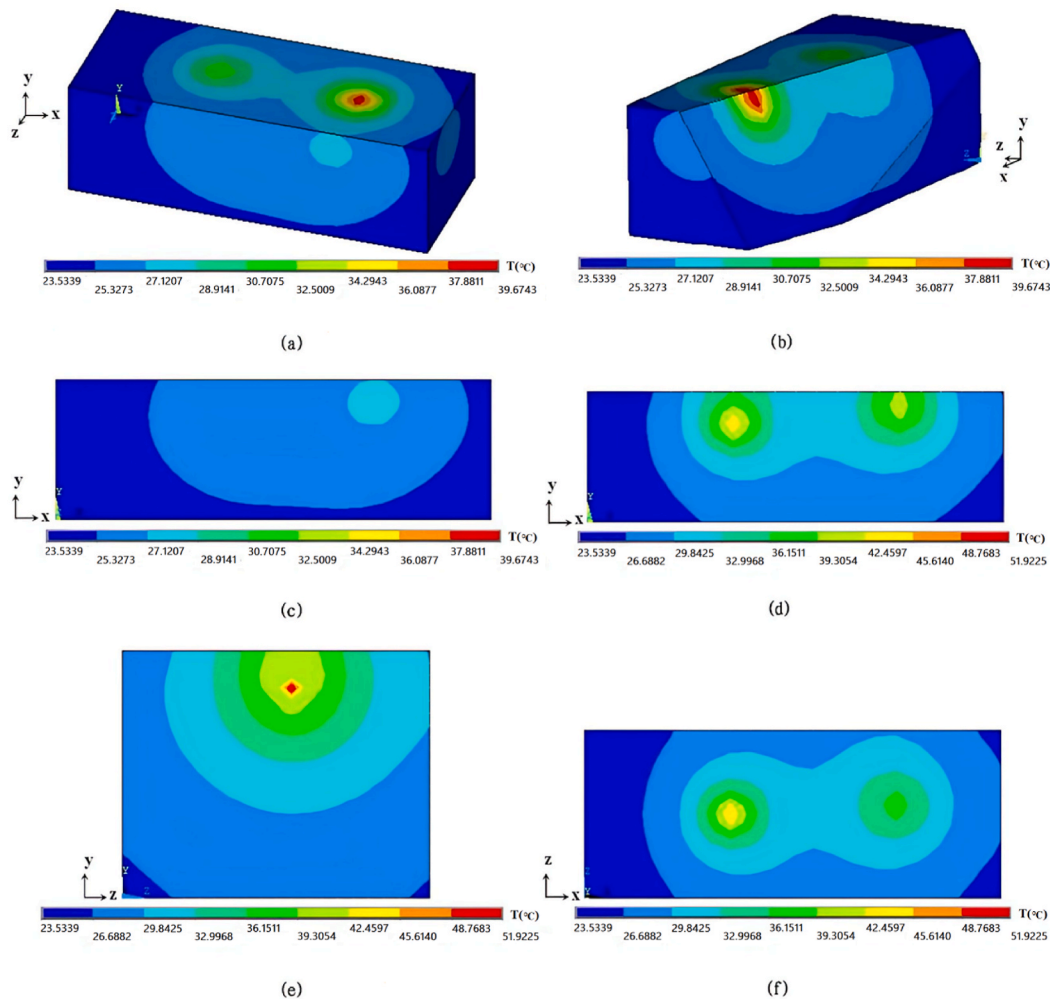 y
x
z
Y
T(°C)
23.5339 27.1207 30.7075 34.2943 37.8811
25.3273 28.9141 32.5009 36.0877 39.6743
(a)
y
z
x
T(°C)
23.5339 27.1207 30.7075 34.2943 37.8811
25.3273 28.9141 32.5009 36.0877 39.6743
(b)
Y
y
x
T(°C)
23.5339 27.1207 30.7075 34.2943 37.8811
25.3273 28.9141 32.5009 36.0877 39.6743
(c)
Y
y
x
T(°C)
23.5339 29.8425 36.1511 42.4597 48.7683
26.6882 32.9968 39.3054 45.6140 51.9225
(d)
y
Y
z
Z
T(°C)
23.5339 29.8425 36.1511 42.4597 48.7683
26.6882 32.9968 39.3054 45.6140 51.9225
(e)
z
Z
x
Y
T(°C)
23.5339 29.8425 36.1511 42.4597 48.7683
26.6882 32.9968 39.3054 45.6140 51.9225
(f)